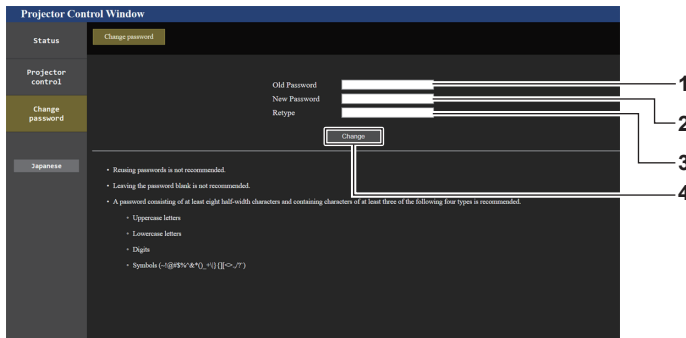 Projector Control Window
Status
Change password
Projector
control
Change
password
Japanese
Old Password
New Password
Retype
Change
1
2
3
4
• Reusing passwords is not recommended.
• Leaving the password blank is not recommended.
• A password consisting of at least eight half-width characters and containing characters of at least three of the following four types is recommended.
• Uppercase letters
• Lowercase letters
• Digits
• Symbols (~!@#$%^&*()_+\|}{][<>.,/?`)